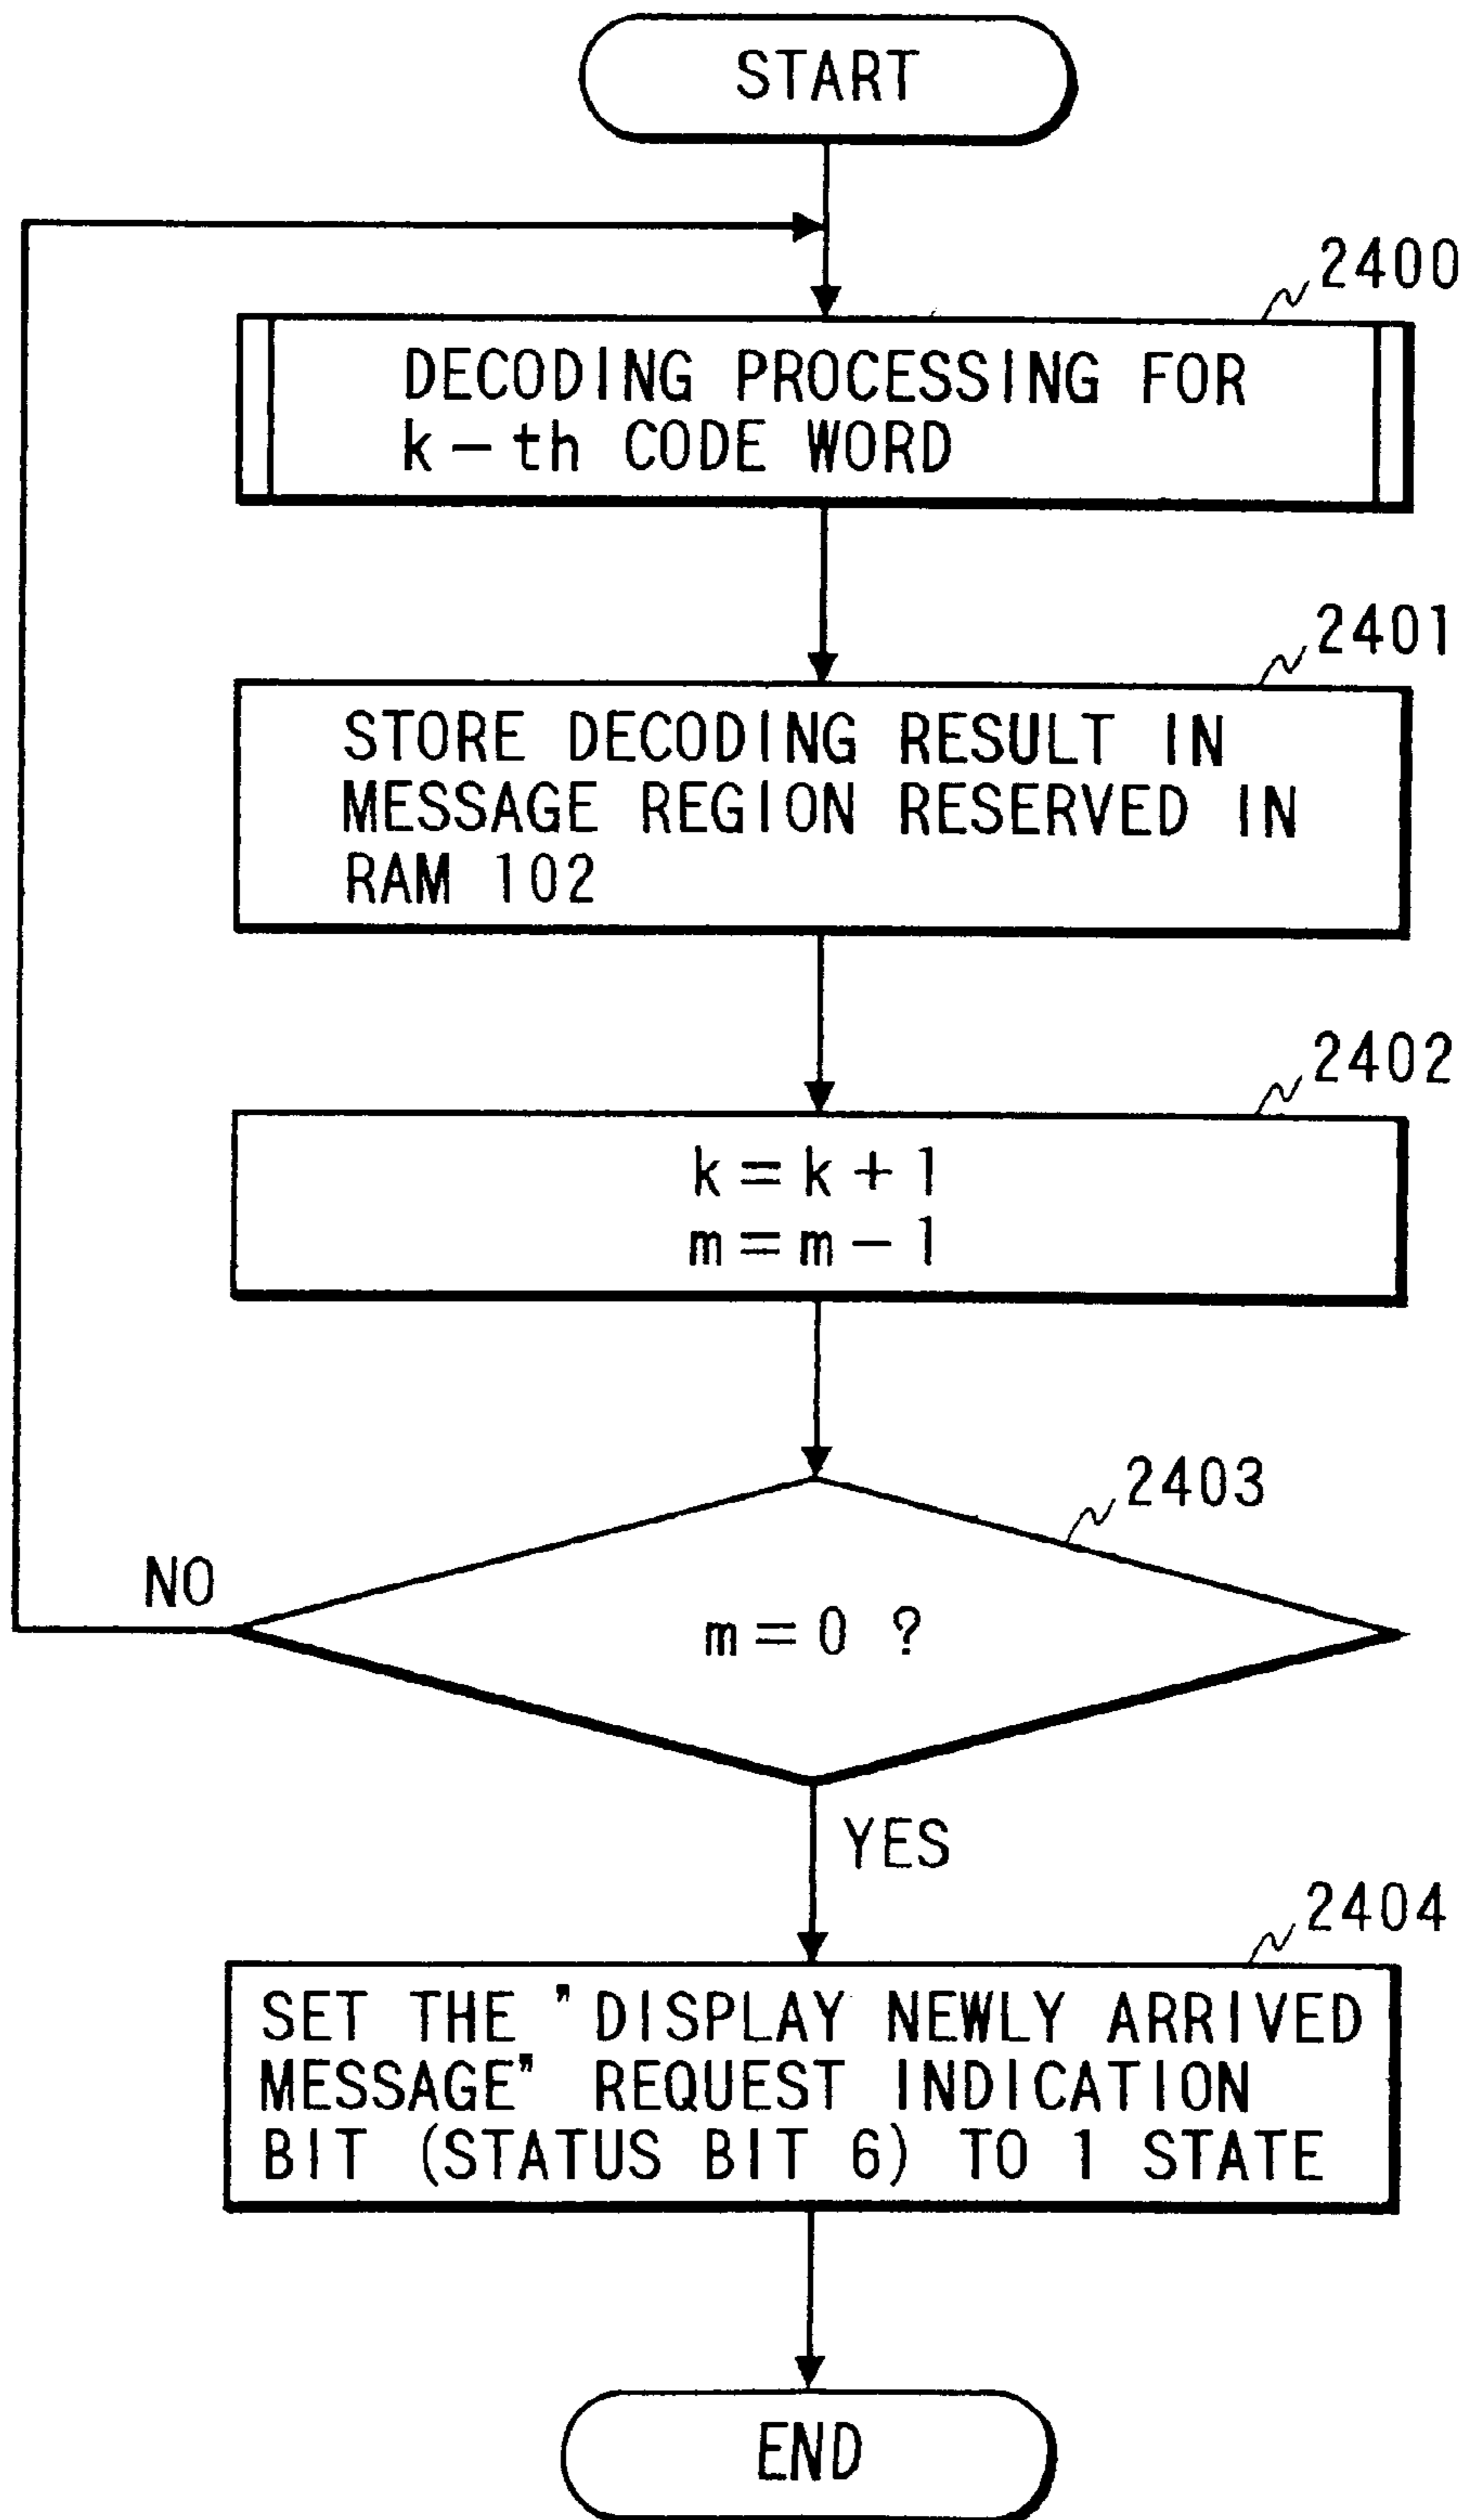 START
2400
DECODING PROCESSING FOR
k-th CODE WORD
2401
STORE DECODING RESULT IN
MESSAGE REGION RESERVED IN
RAM 102
2402
k=k+1
m=m-1
2403
NO
m=0 ?
YES
2404
SET THE "DISPLAY NEWLY ARRIVED
MESSAGE" REQUEST INDICATION
BIT (STATUS BIT 6) TO 1 STATE
END